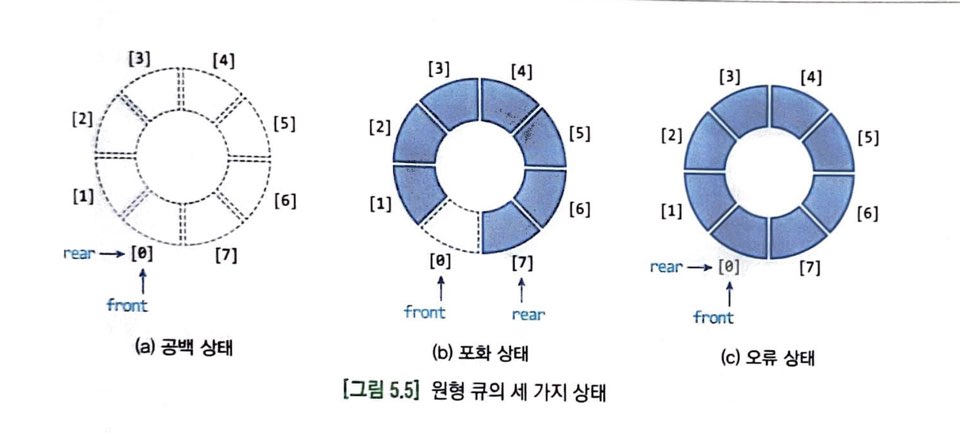 [3] [4]
[2] [5]
[1] [6]
rear [0] [7]
front
(a) 공백 상태
[3] [4]
[2] [5]
[1] [6]
[0] [7]
front rear
(b) 포화 상태
[3] [4]
[2] [5]
[1] [6]
rear [0] [7]
front
(c) 오류 상태
[그림 5.5] 원형 큐의 세 가지 상태